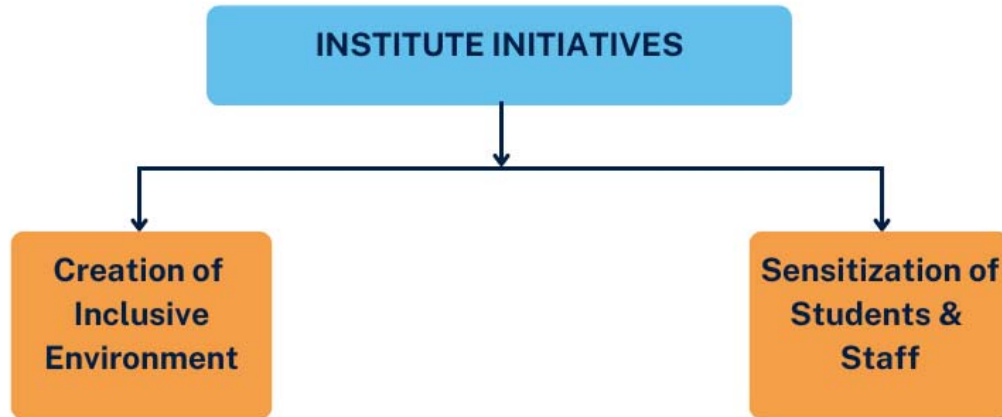 INSTITUTE INITIATIVES
Creation of
Inclusive
Environment
Sensitization of
Students &
Staff